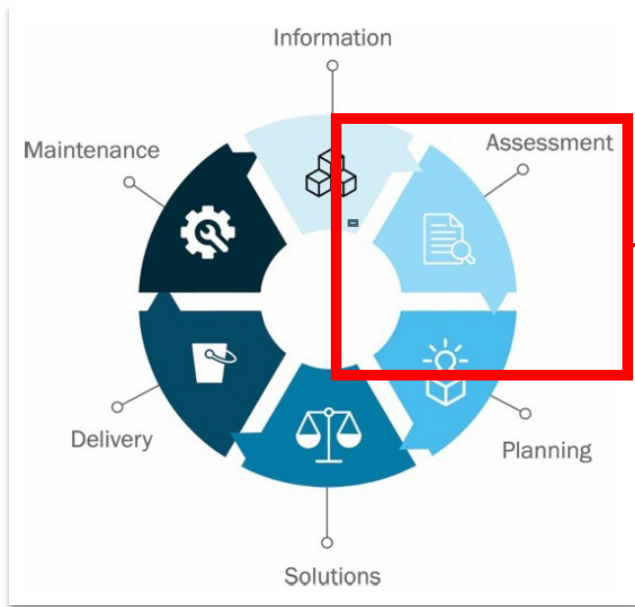 Information
Assessment
Maintenance
Delivery
Planning
Solutions